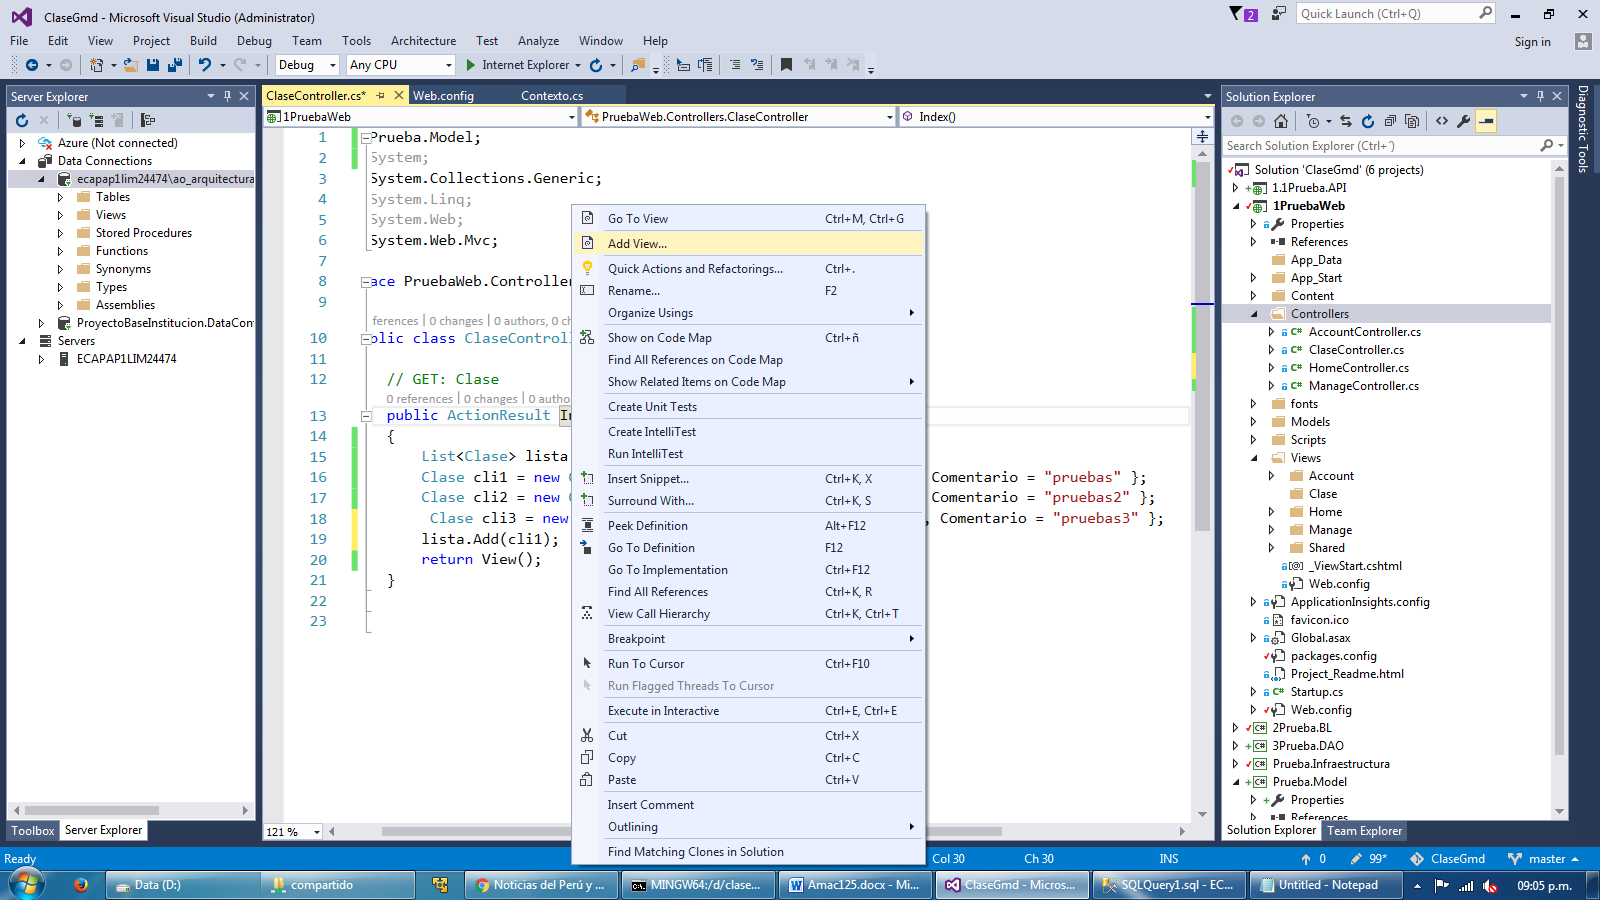 ClaseGmd - Microsoft Visual Studio (Administrator)
2
Quick Launch (Ctrl+Q)
File Edit View Project Build Debug Team Tools Architecture Test Analyze Window Help
Sign in
Debug Any CPU Internet Explorer
Server Explorer
Azure (Not connected)
Data Connections
ecapap1lim24474\ao_arquitectura
Tables
Views
Stored Procedures
Functions
Synonyms
Types
Assemblies
ProyectoBaseInstitucion.DataCon
Servers
ECAPAP1LIM24474
Toolbox Server Explorer
ClaseController.cs* Web.config Contexto.cs
1PruebaWeb PruebaWeb.Controllers.ClaseController Index()
1 Prueba.Model;
2 System;
3 System.Collections.Generic;
4 System.Linq;
5 System.Web;
6 System.Web.Mvc;
7
8 ace PruebaWeb.Controller
9
ferences | 0 changes | 0 authors, 0 ch
10 blic class ClaseControll
11
12 // GET: Clase
0 references | 0 changes | 0 autho
13 public ActionResult In
14 {
15 List<Clase> lista
16 Clase cli1 = new Comentario = "pruebas" };
17 Clase cli2 = new Comentario = "pruebas2" };
18 Clase cli3 = new , Comentario = "pruebas3" };
19 lista.Add(cli1);
20 return View();
21 }
22
23
121 %
Go To View Ctrl+M, Ctrl+G
Add View...
Quick Actions and Refactorings... Ctrl+.
Rename... F2
Organize Usings
Show on Code Map Ctrl+ñ
Find All References on Code Map
Show Related Items on Code Map
Create Unit Tests
Create IntelliTest
Run IntelliTest
Insert Snippet... Ctrl+K, X
Surround With... Ctrl+K, S
Peek Definition Alt+F12
Go To Definition F12
Go To Implementation Ctrl+F12
Find All References Ctrl+K, R
View Call Hierarchy Ctrl+K, Ctrl+T
Breakpoint
Run To Cursor Ctrl+F10
Run Flagged Threads To Cursor
Execute in Interactive Ctrl+E, Ctrl+E
Cut Ctrl+X
Copy Ctrl+C
Paste Ctrl+V
Insert Comment
Outlining
Find Matching Clones in Solution
Solution Explorer
Search Solution Explorer (Ctrl+´)
Solution 'ClaseGmd' (6 projects)
1.1Prueba.API
1PruebaWeb
Properties
References
App_Data
App_Start
Content
Controllers
C# AccountController.cs
C# ClaseController.cs
C# HomeController.cs
C# ManageController.cs
fonts
Models
Scripts
Views
Account
Clase
Home
Manage
Shared
[@] _ViewStart.cshtml
Web.config
ApplicationInsights.config
favicon.ico
Global.asax
packages.config
Project_Readme.html
C# Startup.cs
Web.config
C# 2Prueba.BL
C# 3Prueba.DAO
C# Prueba.Infraestructura
C# Prueba.Model
Properties
References
Solution Explorer Team Explorer
Diagnostic Tools
Ready Col 30 Ch 30 INS 0 99* ClaseGmd master
Data (D:) compartido Noticias del Perú y ... MINGW64:/d/clase... Amac125.docx - Mi... ClaseGmd - Micros... SQLQuery1.sql - EC... Untitled - Notepad 09:05 p.m.